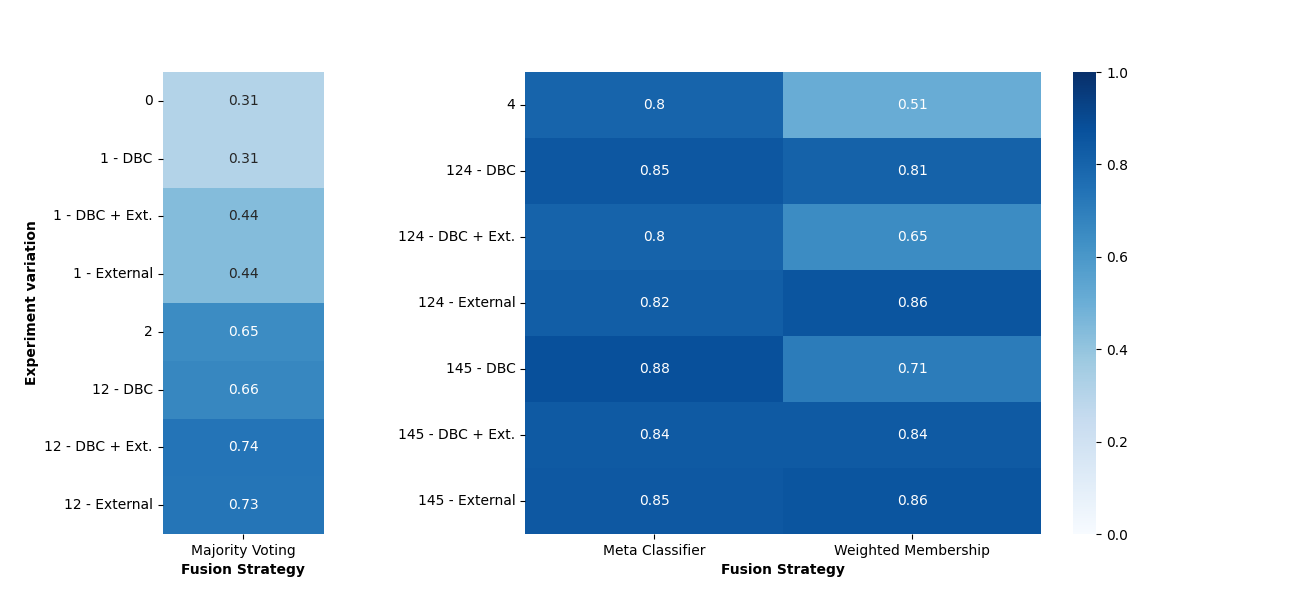 Experiment variation
0 0.31
1 - DBC 0.31
1 - DBC + Ext. 0.44
1 - External 0.44
2 0.65
12 - DBC 0.66
12 - DBC + Ext. 0.74
12 - External 0.73
Majority Voting
Fusion Strategy
4 0.8 0.51
124 - DBC 0.85 0.81
124 - DBC + Ext. 0.8 0.65
124 - External 0.82 0.86
145 - DBC 0.88 0.71
145 - DBC + Ext. 0.84 0.84
145 - External 0.85 0.86
Meta Classifier Weighted Membership
Fusion Strategy
1.0
0.8
0.6
0.4
0.2
0.0